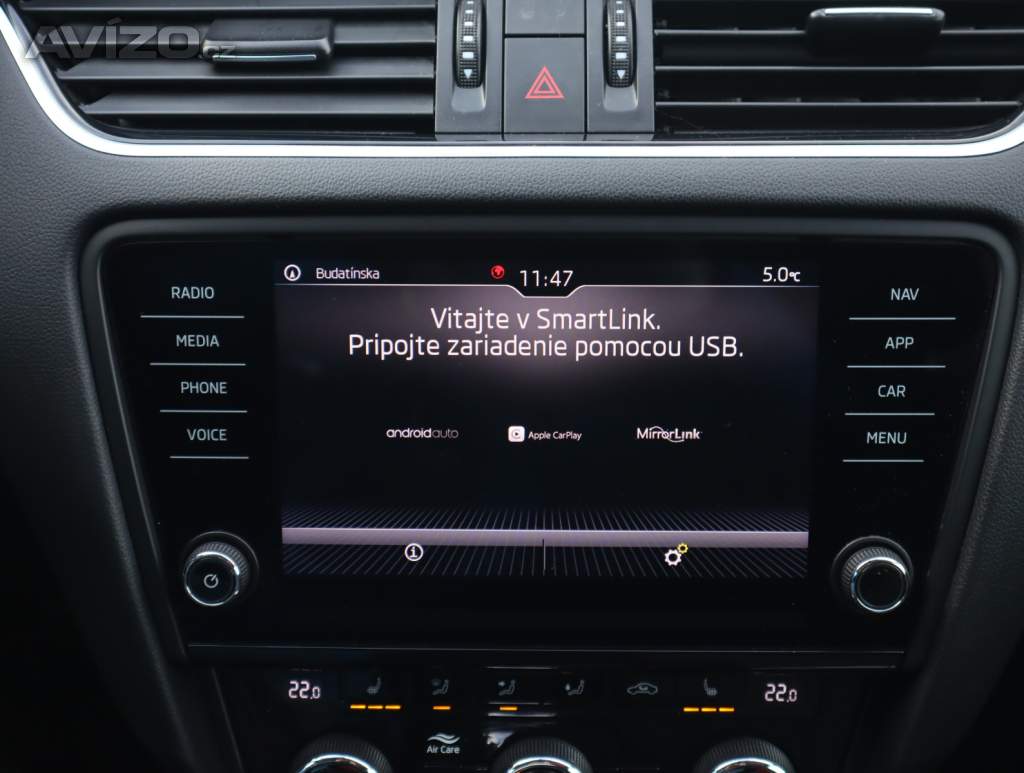 AVÍZO.cz
Budatínska
11:47
5.0°C
Vitajte v SmartLink.
Pripojte zariadenie pomocou USB.
RADIO
MEDIA
PHONE
VOICE
NAV
APP
CAR
MENU
androidauto
Apple CarPlay
MirrorLink
22.0
22.0
Air Care